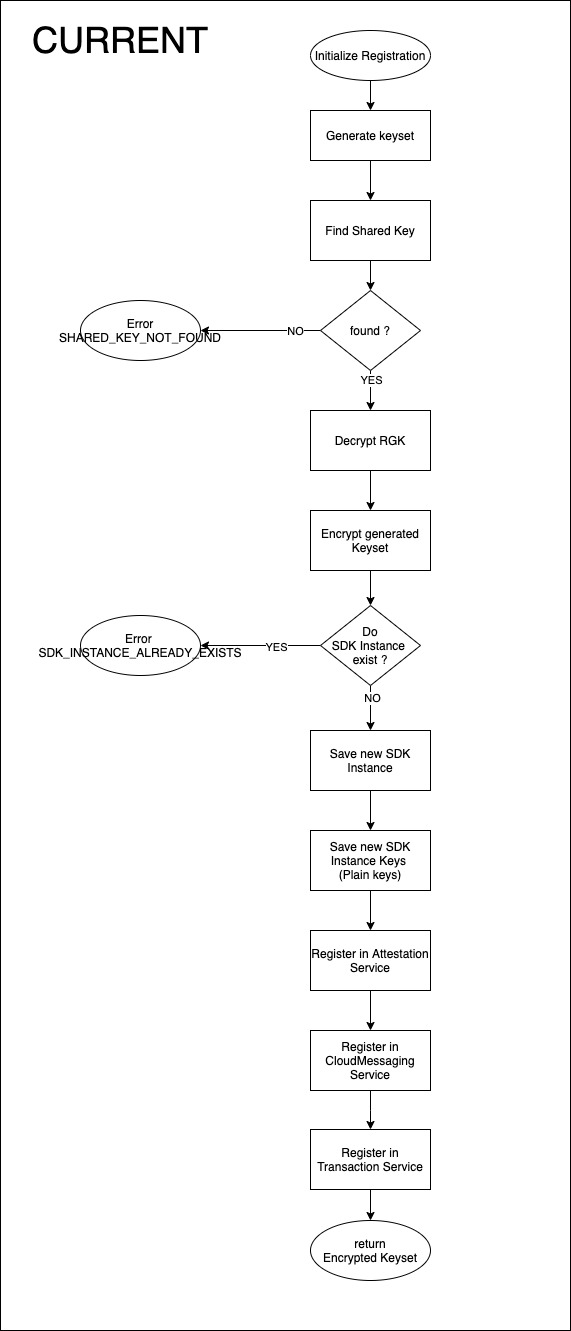 CURRENT
Initialize Registration
Generate keyset
Find Shared Key
found ?
NO
Error
SHARED_KEY_NOT_FOUND
YES
Decrypt RGK
Encrypt generated
Keyset
Do
SDK Instance
exist ?
YES
Error
SDK_INSTANCE_ALREADY_EXISTS
NO
Save new SDK
Instance
Save new SDK
Instance Keys
(Plain keys)
Register in Attestation
Service
Register in
CloudMessaging
Service
Register in
Transaction Service
return
Encrypted Keyset